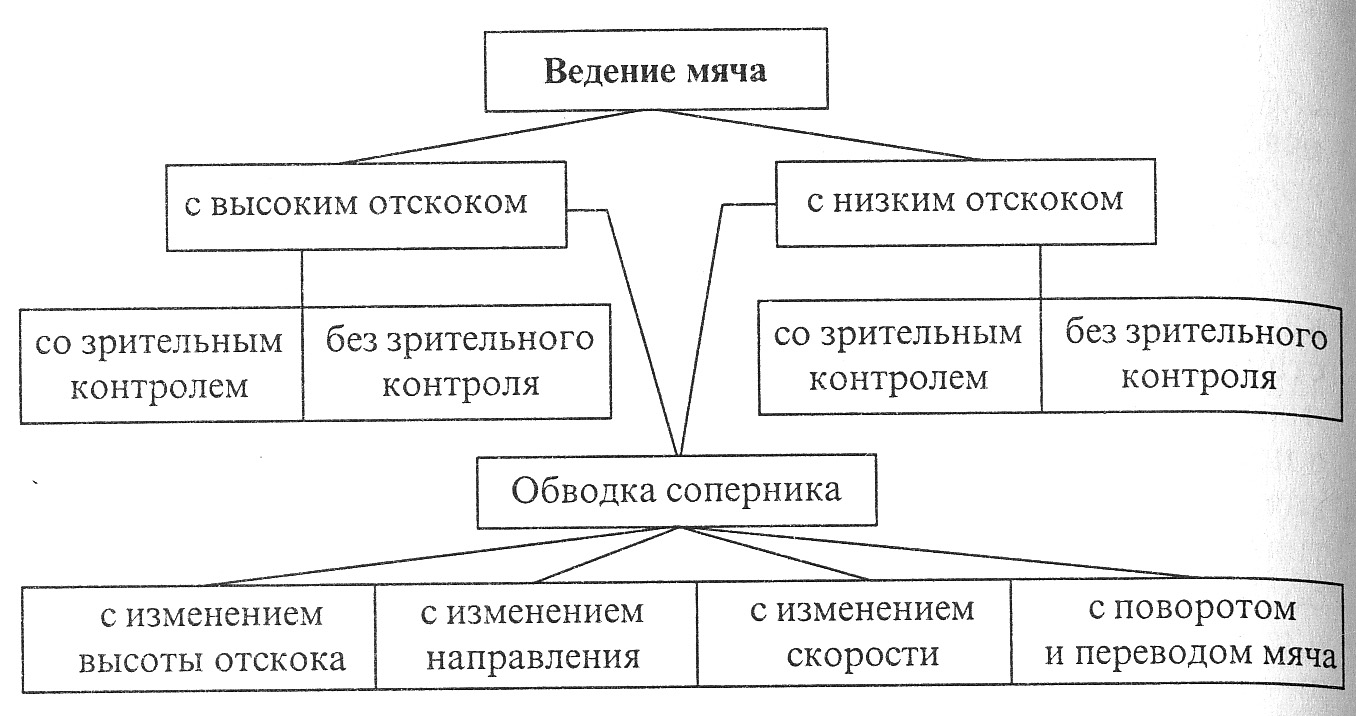 Ведение мяча
с высоким отскоком
с низким отскоком
со зрительным
контролем
без зрительного
контроля
со зрительным
контролем
без зрительного
контроля
Обводка соперника
с изменением
высоты отскока
с изменением
направления
с изменением
скорости
с поворотом
и переводом мяча